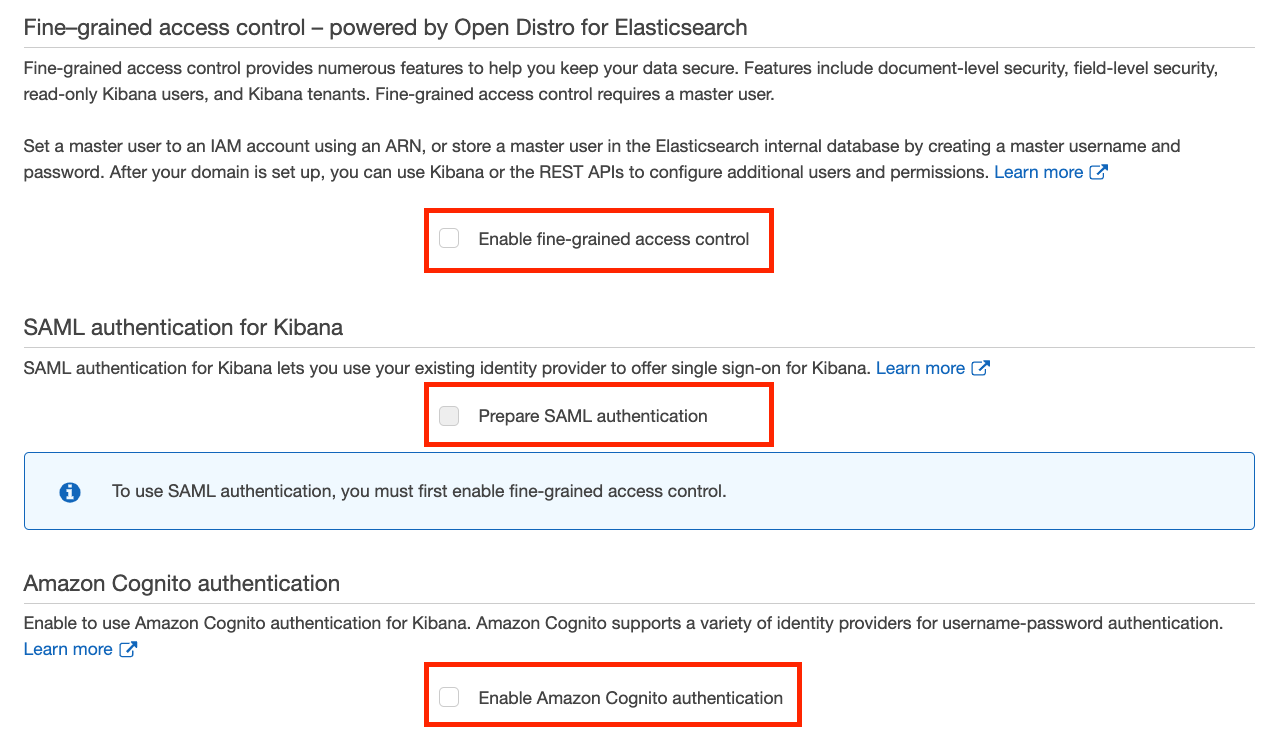 Fine–grained access control – powered by Open Distro for Elasticsearch
Fine-grained access control provides numerous features to help you keep your data secure. Features include document-level security, field-level security,
read-only Kibana users, and Kibana tenants. Fine-grained access control requires a master user.
Set a master user to an IAM account using an ARN, or store a master user in the Elasticsearch internal database by creating a master username and
password. After your domain is set up, you can use Kibana or the REST APIs to configure additional users and permissions. Learn more
Enable fine-grained access control
SAML authentication for Kibana
SAML authentication for Kibana lets you use your existing identity provider to offer single sign-on for Kibana. Learn more
Prepare SAML authentication
To use SAML authentication, you must first enable fine-grained access control.
Amazon Cognito authentication
Enable to use Amazon Cognito authentication for Kibana. Amazon Cognito supports a variety of identity providers for username-password authentication.
Learn more
Enable Amazon Cognito authentication